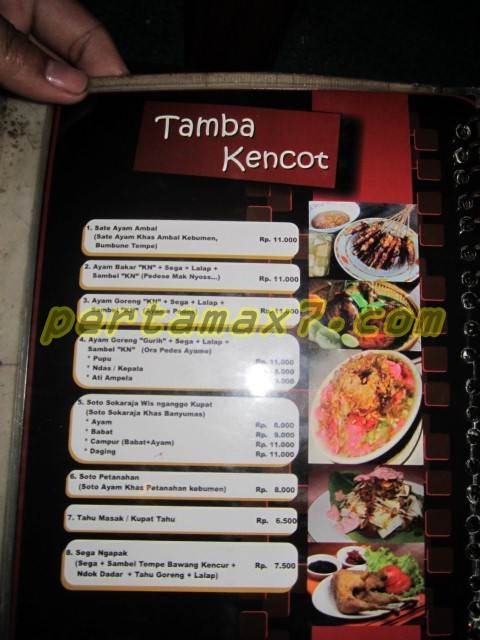 Tamba
Kencot
1. Sate Ayam Ambal
(Sate Ayam Khas Ambal Kebumen, Rp. 11.000
Bumbune Tempe)
2. Ayam Bakar "KN" + Sega + Lalap +
Sambel "KN" (Pedese Mak Nyoss...) Rp. 11.000
3. Ayam Goreng "KN" + Sega + Lalap +
pertamax7.com
4. Ayam Goreng "Gurih" + Sega + Lalap +
Sambel "KN" (Ora Pedes Ayame)
* Pupu Rp. 11.000
* Ndas / Kepala
* Ati Ampela
5. Soto Sokaraja Wis nganggo Kupat
(Soto Sokaraja Khas Banyumas)
* Ayam Rp. 8.000
* Babat Rp. 9.000
* Campur (Babat+Ayam) Rp. 11.000
* Daging Rp. 11.000
6. Soto Petanahan
(Soto Ayam Khas Petanahan kebumen) Rp. 8.000
7. Tahu Masak / Kupat Tahu Rp. 6.500
8. Sega Ngapak
(Sega + Sambel Tempe Bawang Kencur + Rp. 7.500
Ndok Dadar + Tahu Goreng + Lalap)